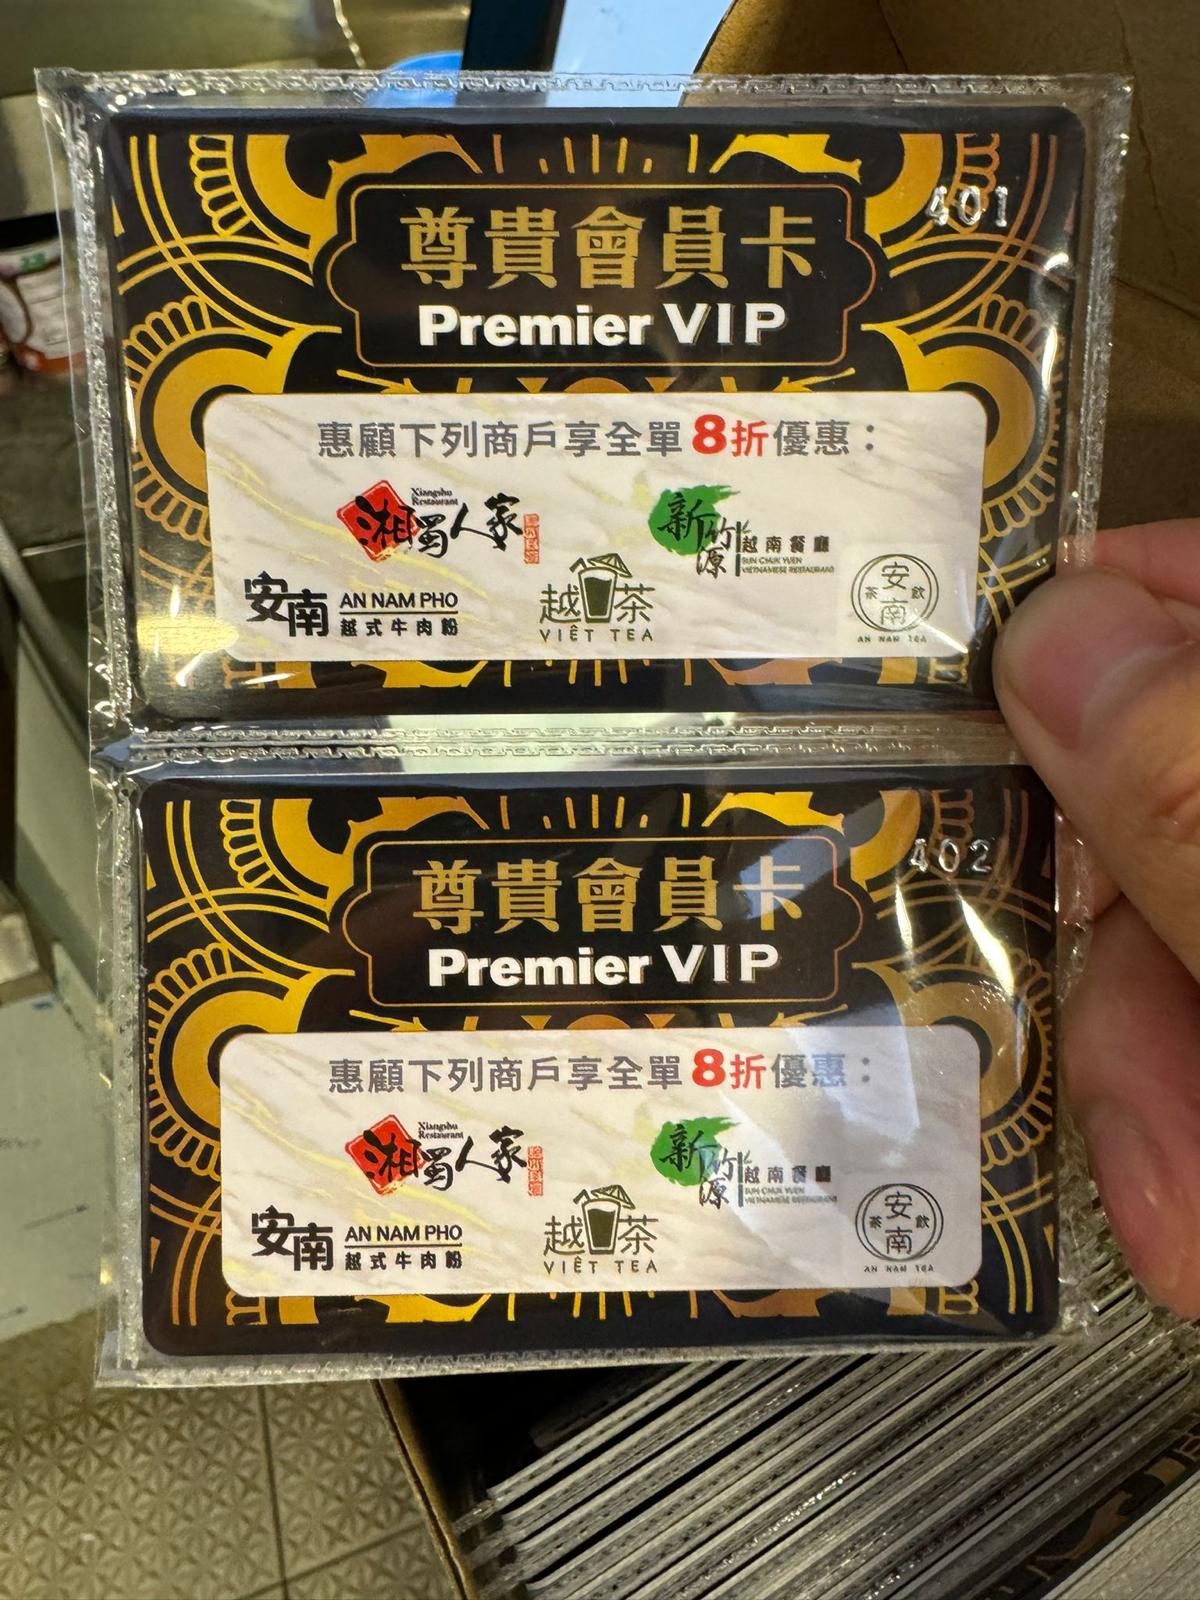 401
尊貴會員卡
Premier VIP
惠顧下列商戶享全單8折優惠：
Xiangshu
Restaurant
湘蜀人家
新竹源
越南餐廳
SUN CHUK YUEN
VIETNAMESE RESTAURANT
安南
AN NAM PHO
越式牛肉粉
越茶
VIÊT TEA
安南
茶飲
AN NAM TEA
402
尊貴會員卡
Premier VIP
惠顧下列商戶享全單8折優惠：
Xiangshu
Restaurant
湘蜀人家
新竹源
越南餐廳
SUN CHUK YUEN
VIETNAMESE RESTAURANT
安南
AN NAM PHO
越式牛肉粉
越茶
VIÊT TEA
安南
茶飲
AN NAM TEA